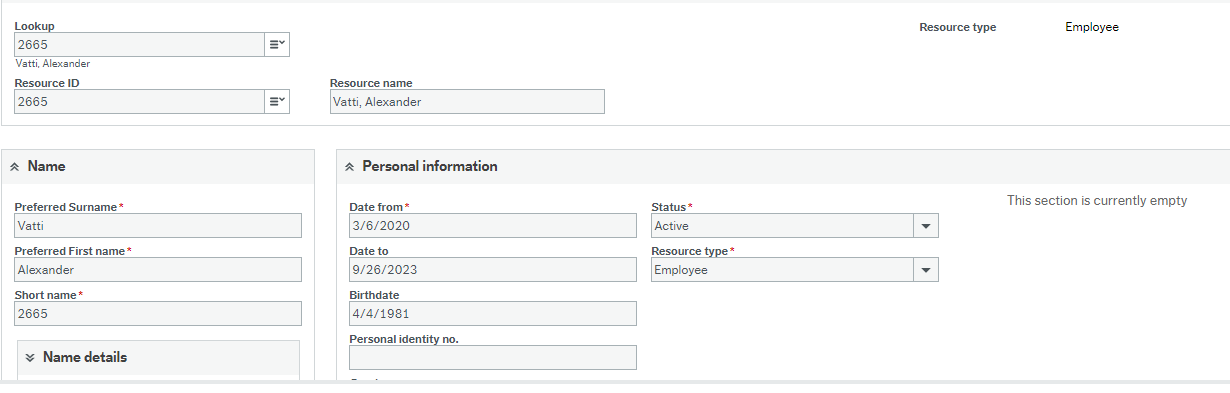 Lookup
Resource type
Employee
2665
Vatti, Alexander
Resource ID
Resource name
2665
Vatti, Alexander
Name
Personal information
Preferred Surname*
Vatti
Preferred First name*
Alexander
Short name*
2665
Name details
Date from*
3/6/2020
Date to
9/26/2023
Birthdate
4/4/1981
Personal identity no.
Status*
Active
Resource type*
Employee
This section is currently empty